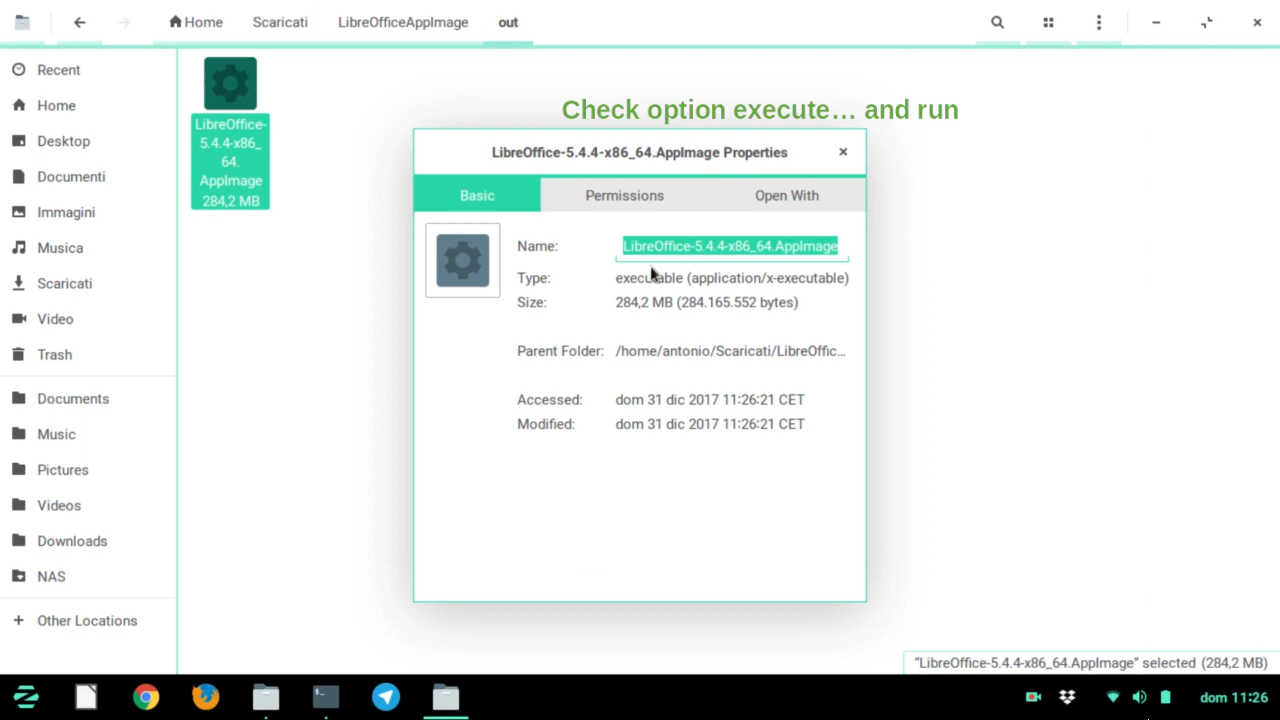 Home
Scaricati
LibreOfficeAppImage
out
Recent
Home
Desktop
Documenti
Immagini
Musica
Scaricati
Video
Trash
Documents
Music
Pictures
Videos
Downloads
NAS
Other Locations
LibreOffice-
5.4.4-x86_
64.
AppImage
284,2 MB
Check option execute... and run
LibreOffice-5.4.4-x86_64.AppImage Properties
Basic
Permissions
Open With
Name: LibreOffice-5.4.4-x86_64.AppImage
Type: executable (application/x-executable)
Size: 284,2 MB (284.165.552 bytes)
Parent Folder: /home/antonio/Scaricati/LibreOffic…
Accessed: dom 31 dic 2017 11:26:21 CET
Modified: dom 31 dic 2017 11:26:21 CET
"LibreOffice-5.4.4-x86_64.AppImage" selected (284,2 MB)
dom 11:26